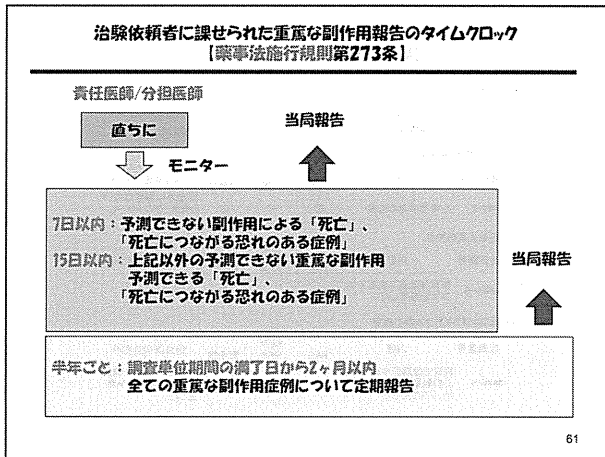 治験依頼者に課せられた重篤な副作用報告のタイムクロック
【薬事法施行規則第273条】
責任医師/分担医師
直ちに
当局報告
モニター
7日以内：予測できない副作用による「死亡」、
「死亡につながる恐れのある症例」
15日以内：上記以外の予測できない重篤な副作用
予測できる「死亡」、
「死亡につながる恐れのある症例」
当局報告
半年ごと：調査単位期間の満了日から2ヶ月以内
全ての重篤な副作用症例について定期報告
61